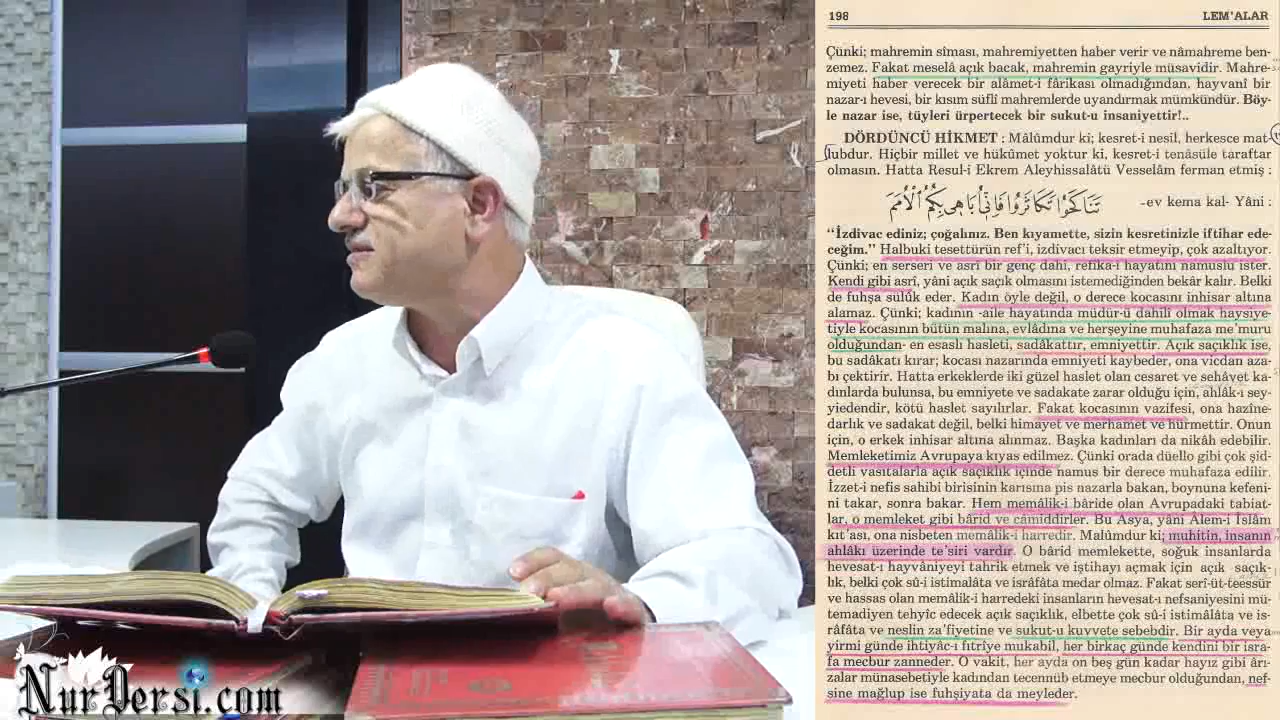 198 LEM'ALAR
Çünki; mahremin sîması, mahremiyetten haber verir ve nâmahreme ben-
zemez. Fakat meselâ açık bacak, mahremin gayriyle müsavidir. Mahre-
miyeti haber verecek bir alâmet-i fârikası olmadığından, hayvanî bir
nazar-ı hevesi, bir kısım süflî mahremlerde uyandırmak mümkündür. Böy-
le nazar ise, tüyleri ürpertecek bir sukut-u insaniyettir!..
DÖRDÜNCÜ HİKMET : Mâlûmdur ki; kesret-i nesil, herkesce mat-
lubdur. Hiçbir millet ve hükûmet yoktur ki, kesret-i tenâsüle taraftar
olmasın. Hatta Resul-i Ekrem Aleyhissalâtü Vesselâm ferman etmiş :
تَنَاكَحُوا تَكَاثَرُوا فَاِنِّى اُبَاهِى بِكُمُ الْاُمَمَ -ev kema kal- Yâni :
"İzdivac ediniz; çoğalınız. Ben kıyamette, sizin kesretinizle iftihar ede-
ceğim." Halbuki tesettürün ref'i, izdivacı teksir etmeyip, çok azaltıyor.
Çünki; en serseri ve asrî bir genç dahi, refika-i hayatını namuslu ister.
Kendi gibi asrî, yâni açık saçık olmasını istemediğinden bekâr kalır. Belki
de fuhşa sülûk eder. Kadın öyle değil, o derece kocasını inhisar altına
alamaz. Çünki; kadının -aile hayatında müdür-ü dahilî olmak haysiye-
tiyle kocasının bütün malına, evlâdına ve herşeyine muhafaza me'muru
olduğundan- en esaslı hasleti, sadâkattır, emniyettir. Açık saçıklık ise,
bu sadâkatı kırar; kocası nazarında emniyeti kaybeder, ona vicdan aza-
bı çektirir. Hatta erkeklerde iki güzel haslet olan cesaret ve sehâvet ka-
dınlarda bulunsa, bu emniyete ve sadakate zarar olduğu için, ahlâk-ı sey-
yiedendir, kötü haslet sayılırlar. Fakat kocasının vazifesi, ona hazîne-
darlık ve sadakat değil, belki himayet ve merhamet ve hürmettir. Onun
için, o erkek inhisar altına alınmaz. Başka kadınları da nikâh edebilir.
Memleketimiz Avrupaya kıyas edilmez. Çünki orada düello gibi çok şid-
detli vasıtalarla açık saçıklık içinde namus bir derece muhafaza edilir.
İzzet-i nefis sahibi birisinin karısına pis nazarla bakan, boynuna kefeni-
ni takar, sonra bakar. Hem memâlik-i bâride olan Avrupadaki tabiat-
lar, o memleket gibi bârid ve câmiddirler. Bu Asya, yâni Âlem-i İslâm
kıt'ası, ona nisbeten memâlik-i harredir. Malûmdur ki; muhitin, insanın
ahlâkı üzerinde te'siri vardır. O bârid memlekette, soğuk insanlarda
hevesat-ı hayvâniyeyi tahrik etmek ve iştihayı açmak için açık saçık-
lık, belki çok sû-i istimalâta ve isrâfâta medar olmaz. Fakat seri-üt-teessür
ve hassas olan memâlik-i harredeki insanların hevesat-ı nefsaniyesini mü-
temadiyen tehyic edecek açık saçıklık, elbette çok sû-i istimâlâta ve is-
râfâta ve neslin za'fiyetine ve sukut-u kuvvete sebebdir. Bir ayda veya
yirmi günde ihtiyâc-ı fıtrîye mukabil, her birkaç günde kendini bir isra-
fa mecbur zanneder. O vakit, her ayda on beş gün kadar hayız gibi ârı-
zalar münasebetiyle kadından tecennüb etmeye mecbur olduğundan, nef-
sine mağlup ise fuhşiyata da meyleder.
NurDersi.com